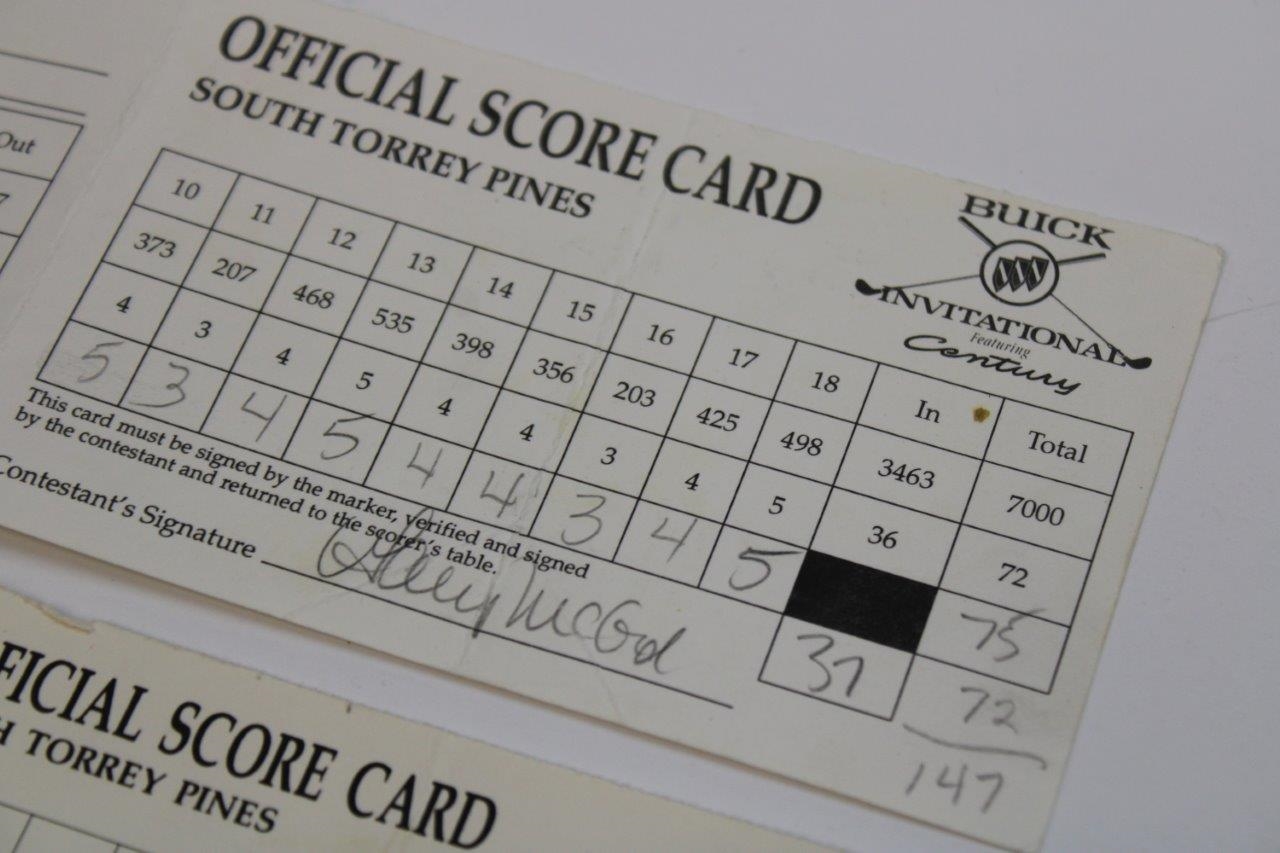 OFFICIAL SCORE CARD
SOUTH TORREY PINES
BUICK
INVITATIONAL
Featuring
Century
Out
7
10 11 12 13 14 15 16 17 18 In Total
373 207 468 535 398 356 203 425 498 3463 7000
4 3 4 5 4 4 3 4 5 36 72
5 3 4 5 4 4 3 4 5 75
37
72
147
This card must be signed by the marker, verified and signed
by the contestant and returned to the scorer's table.
Contestant's Signature
FICIAL SCORE CARD
H TORREY PINES